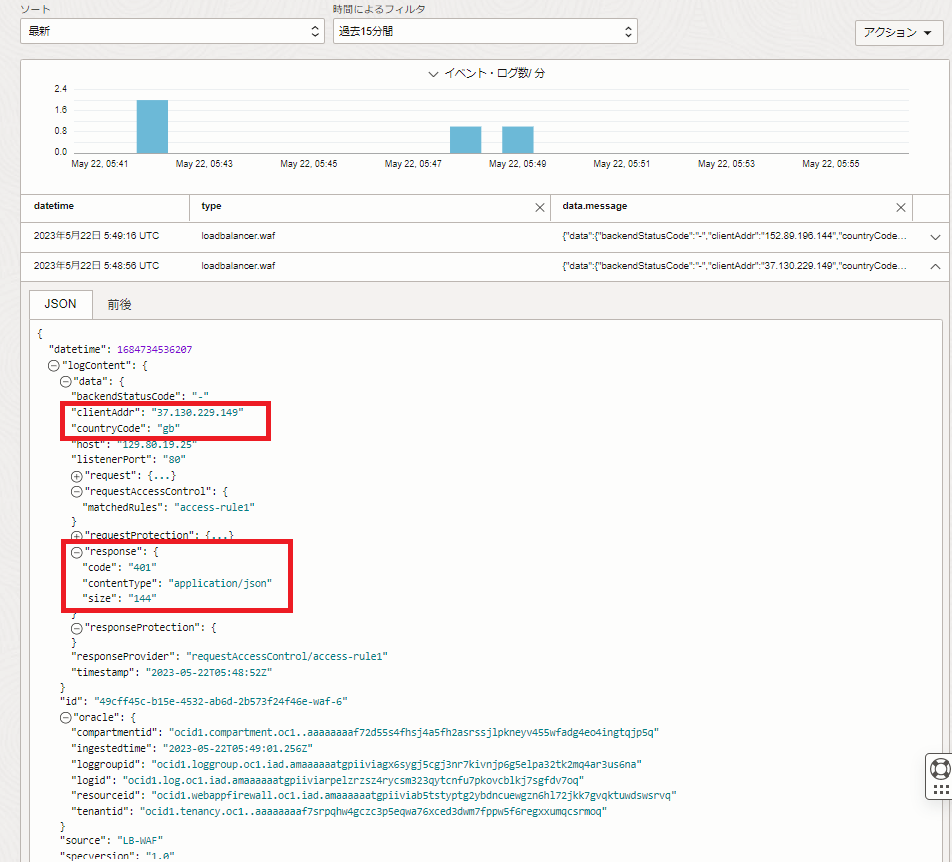 ソート
時間によるフィルタ
最新
過去15分間
アクション
イベント・ログ数/ 分
2.4
1.6
0.8
0.0
May 22, 05:41
May 22, 05:43
May 22, 05:45
May 22, 05:47
May 22, 05:49
May 22, 05:51
May 22, 05:53
May 22, 05:55
datetime
type
data.message
2023年5月22日 5:49:16 UTC
loadbalancer.waf
{"data":{"backendStatusCode":"-","clientAddr":"152.89.196.144","countryCode...
2023年5月22日 5:48:56 UTC
loadbalancer.waf
{"data":{"backendStatusCode":"-","clientAddr":"37.130.229.149","countryCode...
JSON
前後
{
"datetime": 1684734536207
"logContent": {
"data": {
"backendStatusCode": "-"
"clientAddr": "37.130.229.149"
"countryCode": "gb"
"host": "129.80.19.25"
"listenerPort": "80"
"request": {...}
"requestAccessControl": {
"matchedRules": "access-rule1"
}
"requestProtection": {...}
"response": {
"code": "401"
"contentType": "application/json"
"size": "144"
}
"responseProtection": {
}
"responseProvider": "requestAccessControl/access-rule1"
"timestamp": "2023-05-22T05:48:52Z"
}
"id": "49cff45c-b15e-4532-ab6d-2b573f24f46e-waf-6"
"oracle": {
"compartmentid": "ocid1.compartment.oc1..aaaaaaaaf72d55s4fhsj4a5fh2asrssjlpkneyv455wfadg4eo4ingtqjp5q"
"ingestedtime": "2023-05-22T05:49:01.256Z"
"loggroupid": "ocid1.loggroup.oc1.iad.amaaaaaatgpiiviagx6sygj5cgj3nr7kivnjp6g5elpa32tk2mq4ar3us6na"
"logid": "ocid1.log.oc1.iad.amaaaaaatgpiiviarpelzrzsz4rycsm323qytcnfu7pkovcblkj7sgfdv7oq"
"resourceid": "ocid1.webappfirewall.oc1.iad.amaaaaaatgpiiviab5tstyptg2ybdncuewgzn6hl72jkk7gvqktuwdswsrvq"
"tenantid": "ocid1.tenancy.oc1..aaaaaaaaf7srpqhw4gczc3p5eqwa76xced3dwm7fppw5f6regxxumqcsrmoq"
}
"source": "LB-WAF"
"specversion": "1.0"